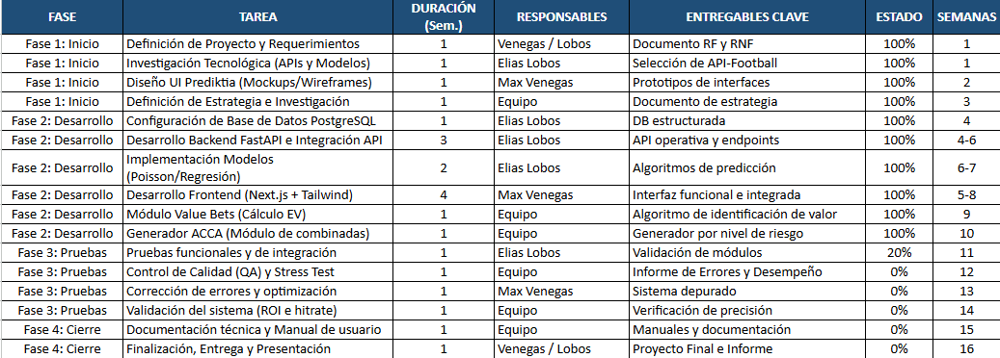 FASE TAREA DURACIÓN (Sem.) RESPONSABLES ENTREGABLES CLAVE ESTADO SEMANAS
Fase 1: Inicio Definición de Proyecto y Requerimientos 1 Venegas / Lobos Documento RF y RNF 100% 1
Fase 1: Inicio Investigación Tecnológica (APIs y Modelos) 1 Elias Lobos Selección de API-Football 100% 1
Fase 1: Inicio Diseño UI Prediktia (Mockups/Wireframes) 1 Max Venegas Prototipos de interfaces 100% 2
Fase 1: Inicio Definición de Estrategia e Investigación 1 Equipo Documento de estrategia 100% 3
Fase 2: Desarrollo Configuración de Base de Datos PostgreSQL 1 Elias Lobos DB estructurada 100% 4
Fase 2: Desarrollo Desarrollo Backend FastAPI e Integración API 3 Elias Lobos API operativa y endpoints 100% 4-6
Fase 2: Desarrollo Implementación Modelos (Poisson/Regresión) 2 Elias Lobos Algoritmos de predicción 100% 6-7
Fase 2: Desarrollo Desarrollo Frontend (Next.js + Tailwind) 4 Max Venegas Interfaz funcional e integrada 100% 5-8
Fase 2: Desarrollo Módulo Value Bets (Cálculo EV) 1 Equipo Algoritmo de identificación de valor 100% 9
Fase 2: Desarrollo Generador ACCA (Módulo de combinadas) 1 Equipo Generador por nivel de riesgo 100% 10
Fase 3: Pruebas Pruebas funcionales y de integración 1 Elias Lobos Validación de módulos 20% 11
Fase 3: Pruebas Control de Calidad (QA) y Stress Test 1 Equipo Informe de Errores y Desempeño 0% 12
Fase 3: Pruebas Corrección de errores y optimización 1 Max Venegas Sistema depurado 0% 13
Fase 3: Pruebas Validación del sistema (ROI e hitrate) 1 Equipo Verificación de precisión 0% 14
Fase 4: Cierre Documentación técnica y Manual de usuario 1 Equipo Manuales y documentación 0% 15
Fase 4: Cierre Finalización, Entrega y Presentación 1 Venegas / Lobos Proyecto Final e Informe 0% 16